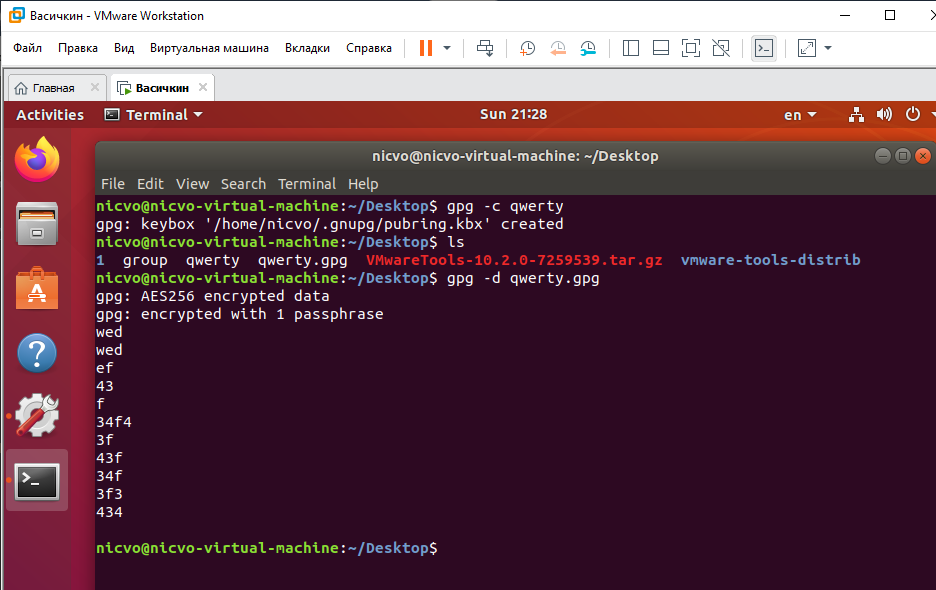 Васичкин - VMware Workstation
Файл Правка Вид Виртуальная машина Вкладки Справка
Главная Васичкин
Activities Terminal Sun 21:28 en
nicvo@nicvo-virtual-machine: ~/Desktop
File Edit View Search Terminal Help
nicvo@nicvo-virtual-machine:~/Desktop$ gpg -c qwerty
gpg: keybox '/home/nicvo/.gnupg/pubring.kbx' created
nicvo@nicvo-virtual-machine:~/Desktop$ ls
1 group qwerty qwerty.gpg VMwareTools-10.2.0-7259539.tar.gz vmware-tools-distrib
nicvo@nicvo-virtual-machine:~/Desktop$ gpg -d qwerty.gpg
gpg: AES256 encrypted data
gpg: encrypted with 1 passphrase
wed
wed
ef
43
f
34f4
3f
43f
34f
3f3
434
nicvo@nicvo-virtual-machine:~/Desktop$